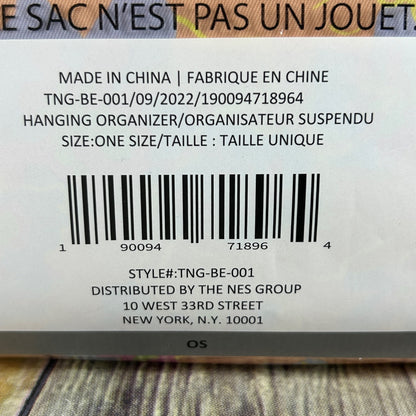 E SAC N'EST PAS UN JOUET.
MADE IN CHINA | FABRIQUE EN CHINE
TNG-BE-001/09/2022/190094718964
HANGING ORGANIZER/ORGANISATEUR SUSPENDU
SIZE:ONE SIZE/TAILLE : TAILLE UNIQUE
1 90094 71896 4
STYLE#:TNG-BE-001
DISTRIBUTED BY THE NES GROUP
10 WEST 33RD STREET
NEW YORK, N.Y. 10001
OS